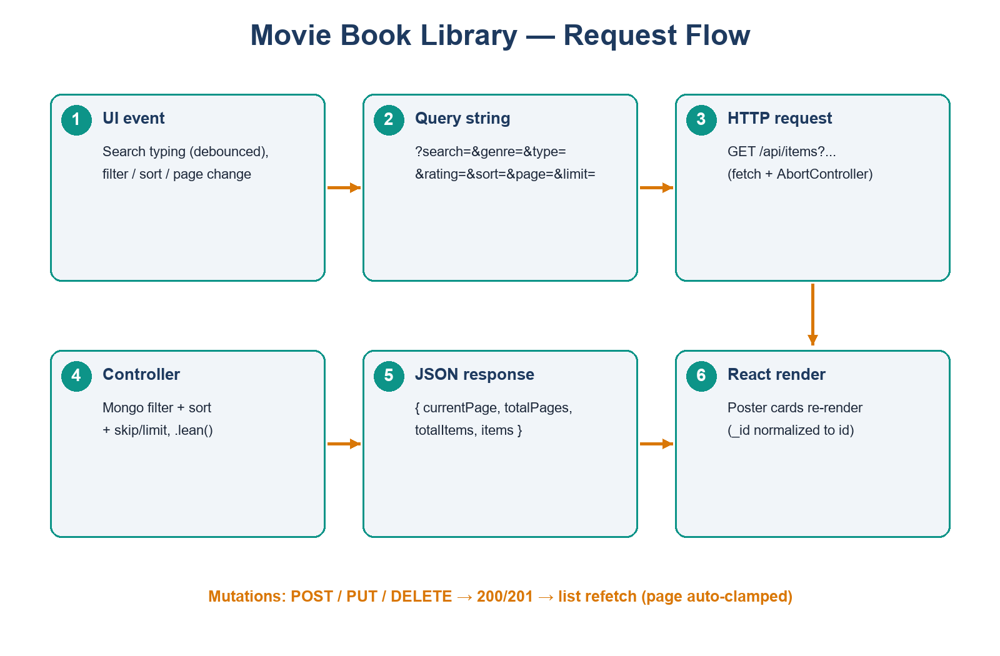 Movie Book Library — Request Flow
1 UI event
Search typing (debounced),
filter / sort / page change
2 Query string
?search=&genre=&type=
&rating=&sort=&page=&limit=
3 HTTP request
GET /api/items?...
(fetch + AbortController)
4 Controller
Mongo filter + sort
+ skip/limit, .lean()
5 JSON response
{ currentPage, totalPages,
totalItems, items }
6 React render
Poster cards re-render
(_id normalized to id)
Mutations: POST / PUT / DELETE → 200/201 → list refetch (page auto-clamped)